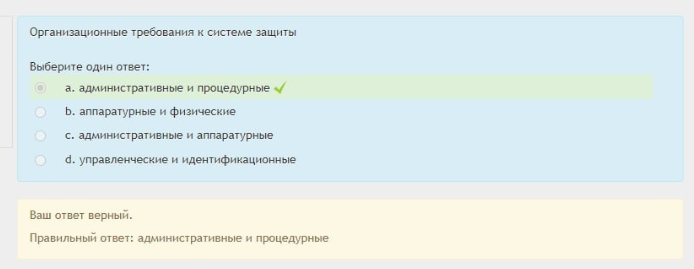 Организационные требования к системе защиты
Выберите один ответ:
a. административные и процедурные
b. аппаратурные и физические
c. административные и аппаратурные
d. управленческие и идентификационные
Ваш ответ верный.
Правильный ответ: административные и процедурные